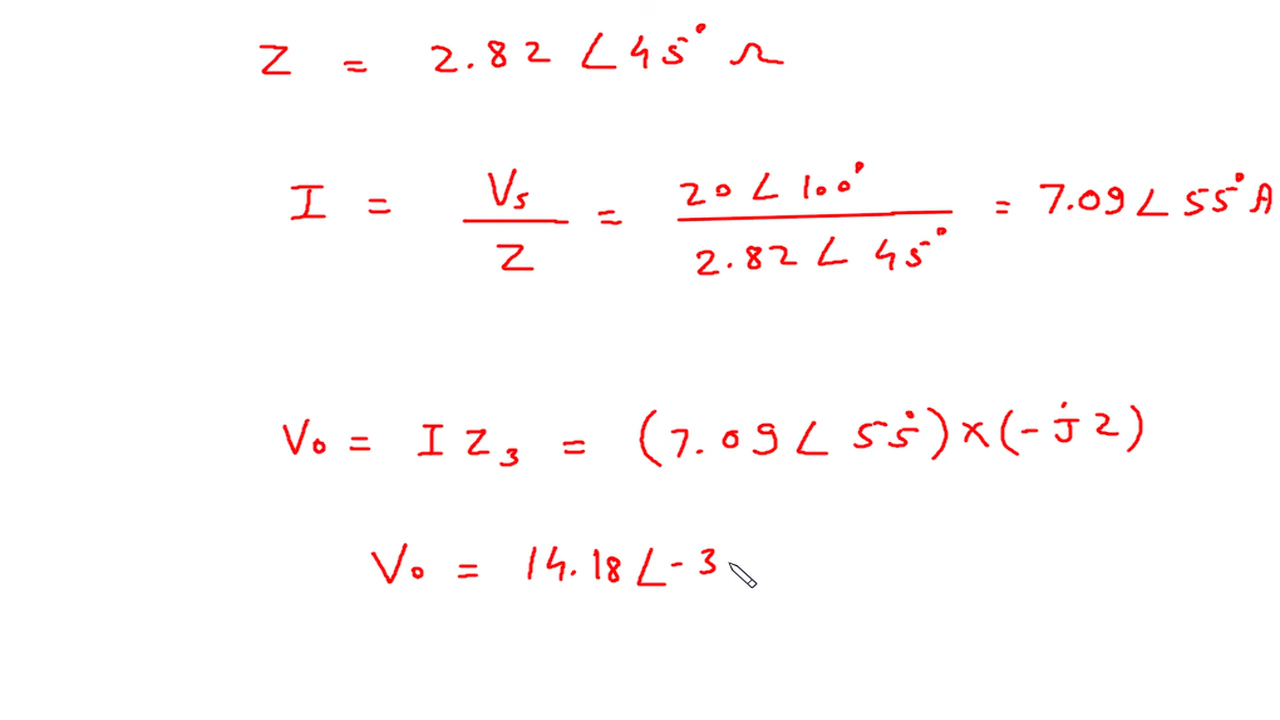 Z = 2.82 ∠45° Ω
I = Vs / Z = 20∠100° / 2.82∠45° = 7.09∠55° A
Vo = I Z3 = (7.09∠55°)×(-j2)
Vo = 14.18∠-3